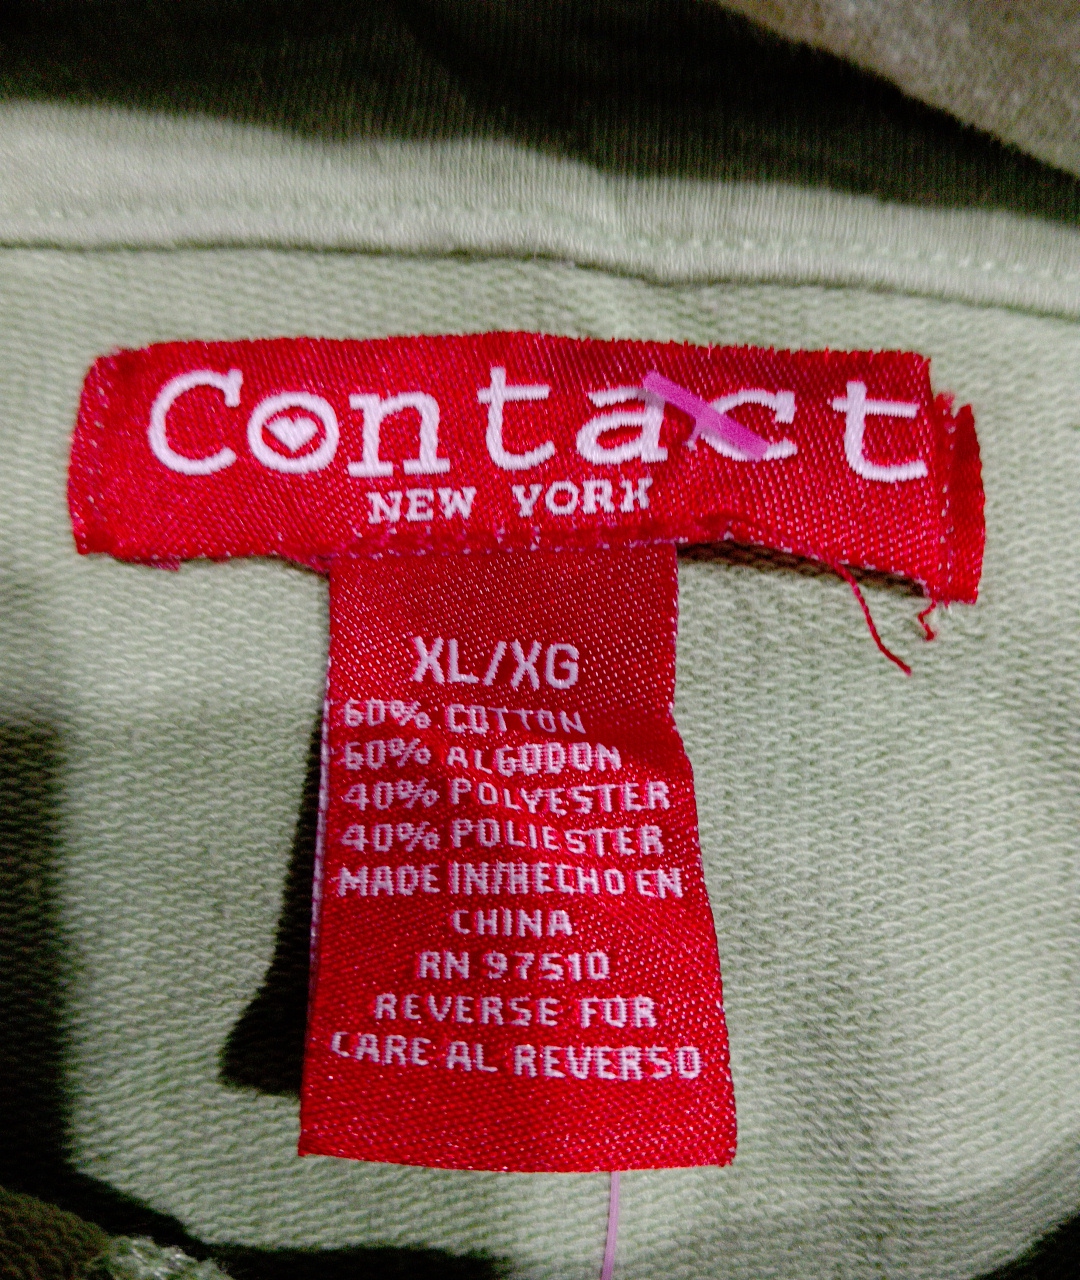 Contact
NEW YORK
XL/XG
60% COTTON
60% ALGODON
40% POLYESTER
40% POLIESTER
MADE IN/HECHO EN
CHINA
RN 97510
REVERSE FOR
CARE AL REVERSO